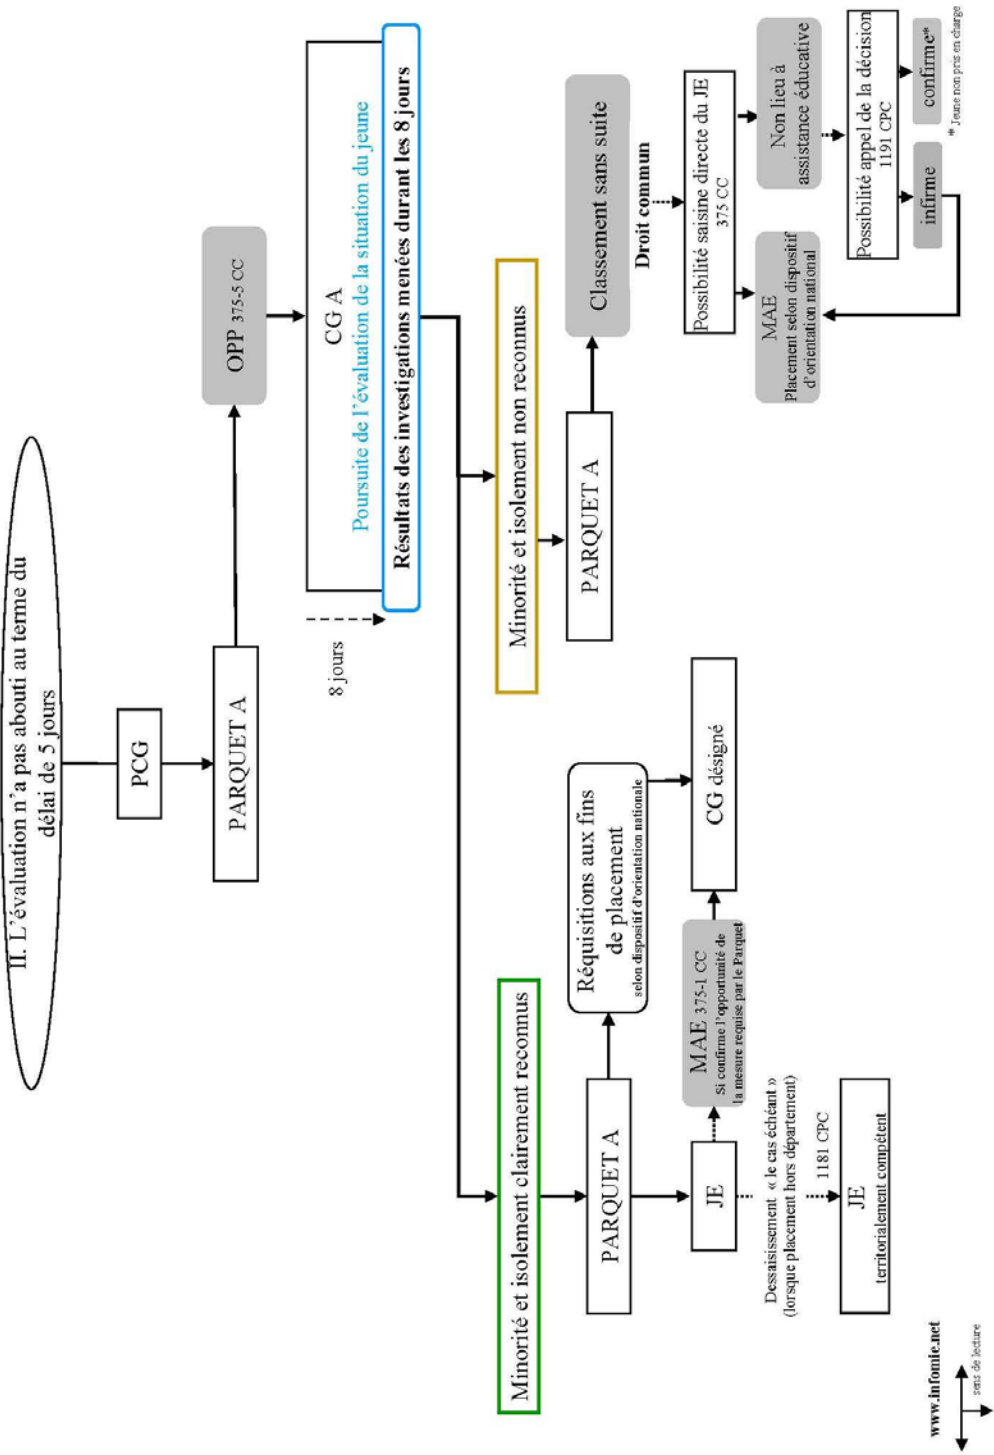 II. L'évaluation n'a pas abouti au terme du
délai de 5 jours
PCG
PARQUET A
OPP 375-5 CC
8 jours
CG A
Poursuite de l'évaluation de la situation du jeune
Résultats des investigations menées durant les 8 jours
Minorité et isolement clairement reconnus
PARQUET A
Réquisitions aux fins
de placement
selon dispositif d'orientation nationale
JE
MAE 375-1 CC
Si confirme l'opportunité de
la mesure requise par le Parquet
CG désigné
Dessaisissement « le cas échéant »
(lorsque placement hors département)
1181 CPC
JE
territorialement compétent
Minorité et isolement non reconnus
PARQUET A
Classement sans suite
Droit commun
Possibilité saisine directe du JE
375 CC
MAE
Placement selon dispositif
d'orientation national
Non lieu à
assistance éducative
Possibilité appel de la décision
1191 CPC
infirme
confirme*
* Jeune non pris en charge
www.infomie.net
sens de lecture